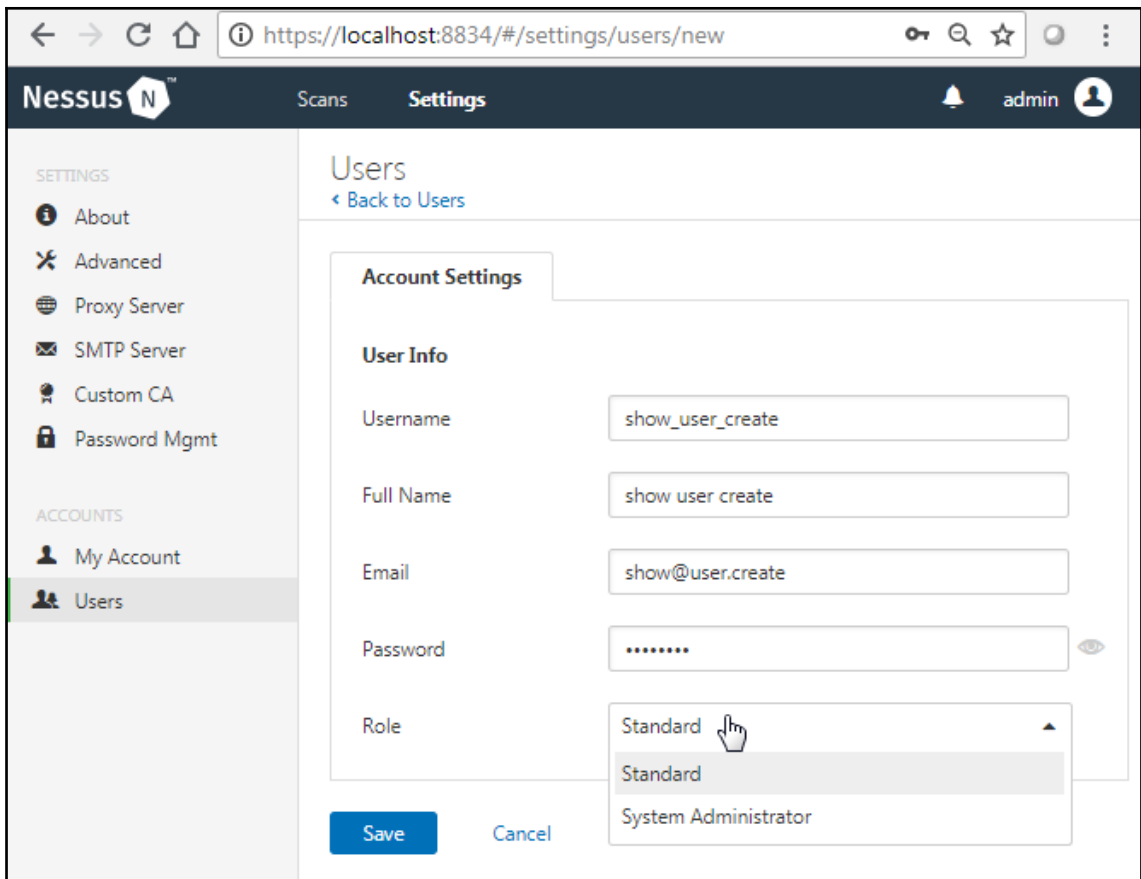 https://localhost:8834/#/settings/users/new
Nessus N ™ Scans Settings admin
SETTINGS
About
Advanced
Proxy Server
SMTP Server
Custom CA
Password Mgmt
ACCOUNTS
My Account
Users
Users
Back to Users
Account Settings
User Info
Username show_user_create
Full Name show user create
Email show@user.create
Password ••••••••
Role Standard
Standard
System Administrator
Save Cancel